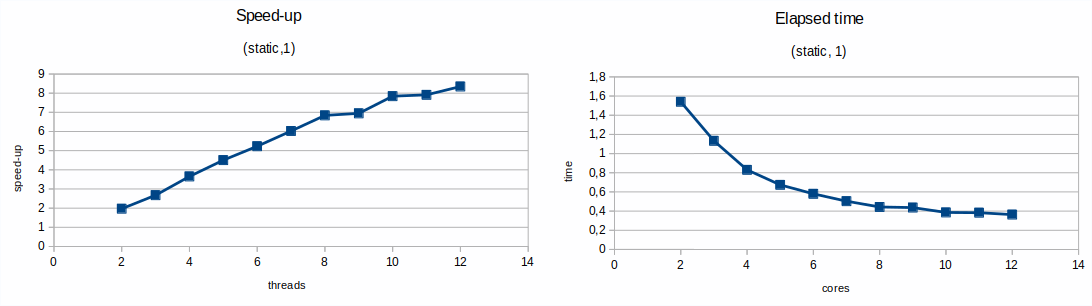 Speed-up
(static,1)
9
8
7
6
5
4
3
2
1
0
speed-up
0 2 4 6 8 10 12 14
threads
Elapsed time
(static, 1)
1,8
1,6
1,4
1,2
1
0,8
0,6
0,4
0,2
0
time
0 2 4 6 8 10 12 14
cores